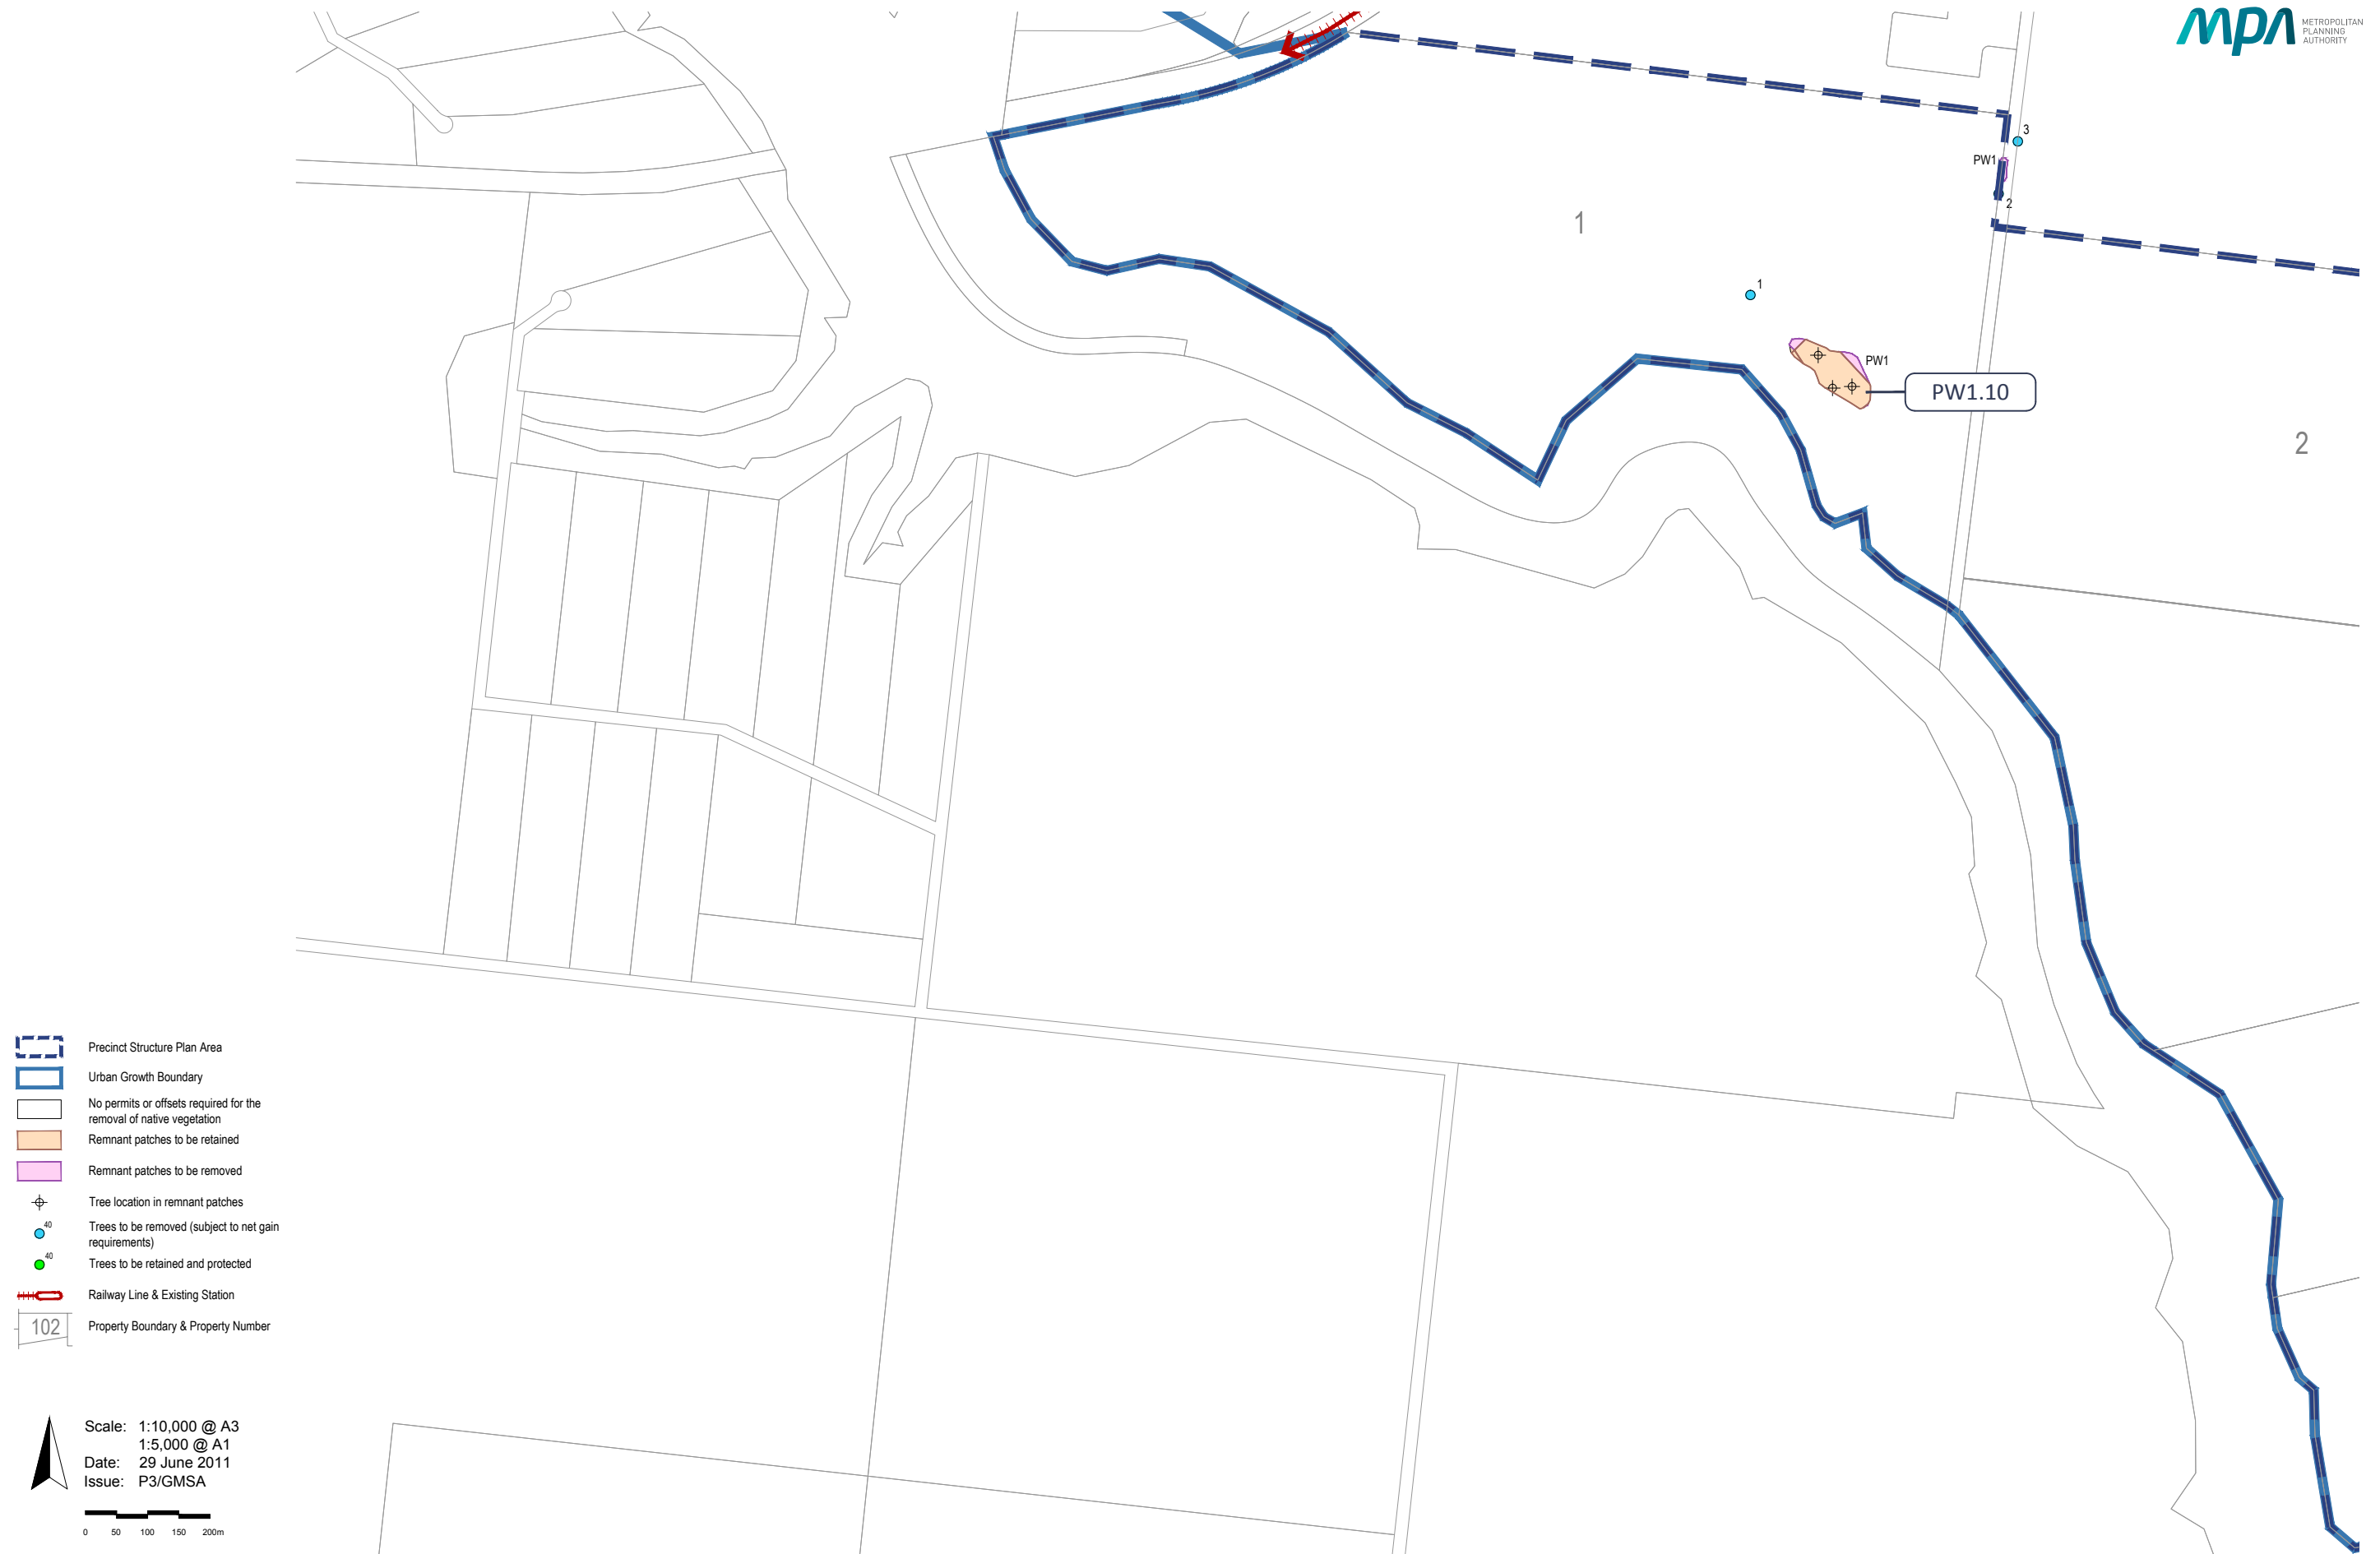 MPA
METROPOLITAN
PLANNING
AUTHORITY
3
PW1
2
1
1
PW1
PW1.10
2
Precinct Structure Plan Area
Urban Growth Boundary
No permits or offsets required for the
removal of native vegetation
Remnant patches to be retained
Remnant patches to be removed
Tree location in remnant patches
40
Trees to be removed (subject to net gain
requirements)
40
Trees to be retained and protected
Railway Line & Existing Station
102
Property Boundary & Property Number
Scale: 1:10,000 @ A3
1:5,000 @ A1
Date: 29 June 2011
Issue: P3/GMSA
0 50 100 150 200m